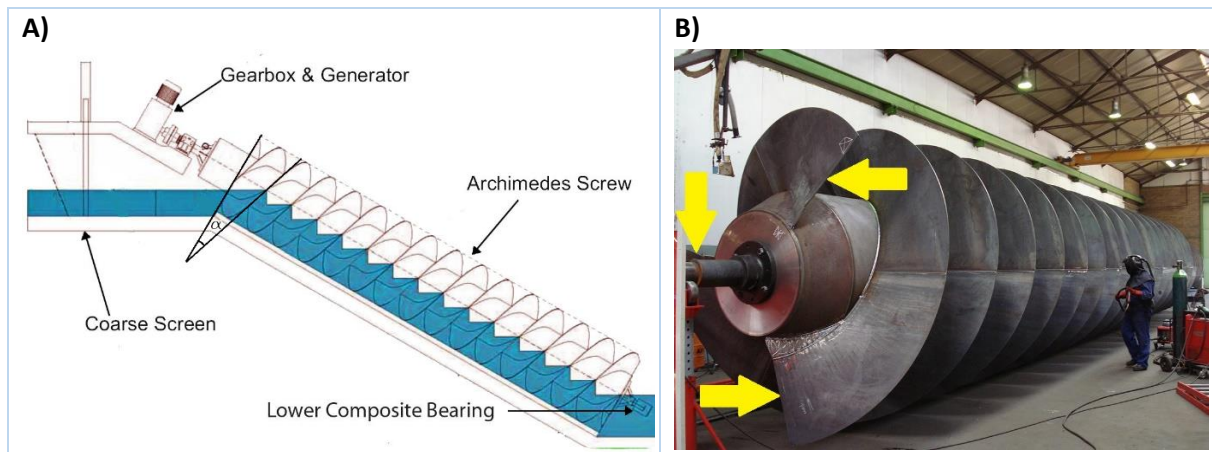 A)
Gearbox & Generator
Archimedes Screw
α
Coarse Screen
Lower Composite Bearing
B)